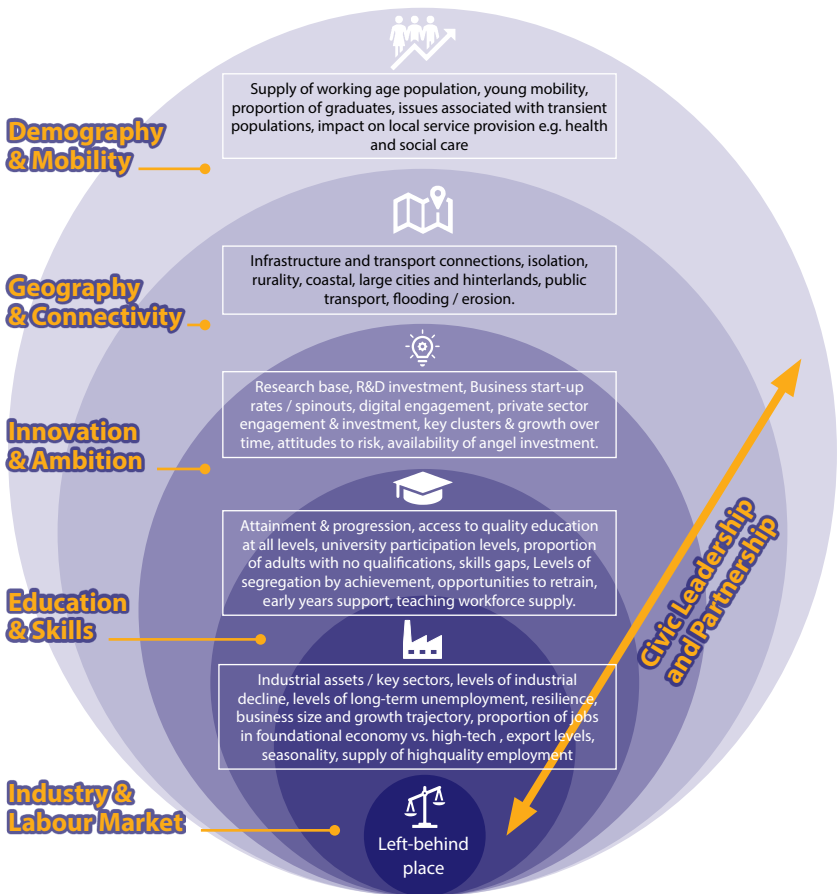 Demography
& Mobility
Supply of working age population, young mobility,
proportion of graduates, issues associated with transient
populations, impact on local service provision e.g. health
and social care
Geography
& Connectivity
Infrastructure and transport connections, isolation,
rurality, coastal, large cities and hinterlands, public
transport, flooding / erosion.
Innovation
& Ambition
Research base, R&D investment, Business start-up
rates / spinouts, digital engagement, private sector
engagement & investment, key clusters & growth over
time, attitudes to risk, availability of angel investment.
Education
& Skills
Attainment & progression, access to quality education
at all levels, university participation levels, proportion
of adults with no qualifications, skills gaps, Levels of
segregation by achievement, opportunities to retrain,
early years support, teaching workforce supply.
Industry &
Labour Market
Industrial assets / key sectors, levels of industrial
decline, levels of long-term unemployment, resilience,
business size and growth trajectory, proportion of jobs
in foundational economy vs. high-tech , export levels,
seasonality, supply of highquality employment
Left-behind
place
Civic Leadership
and Partnership